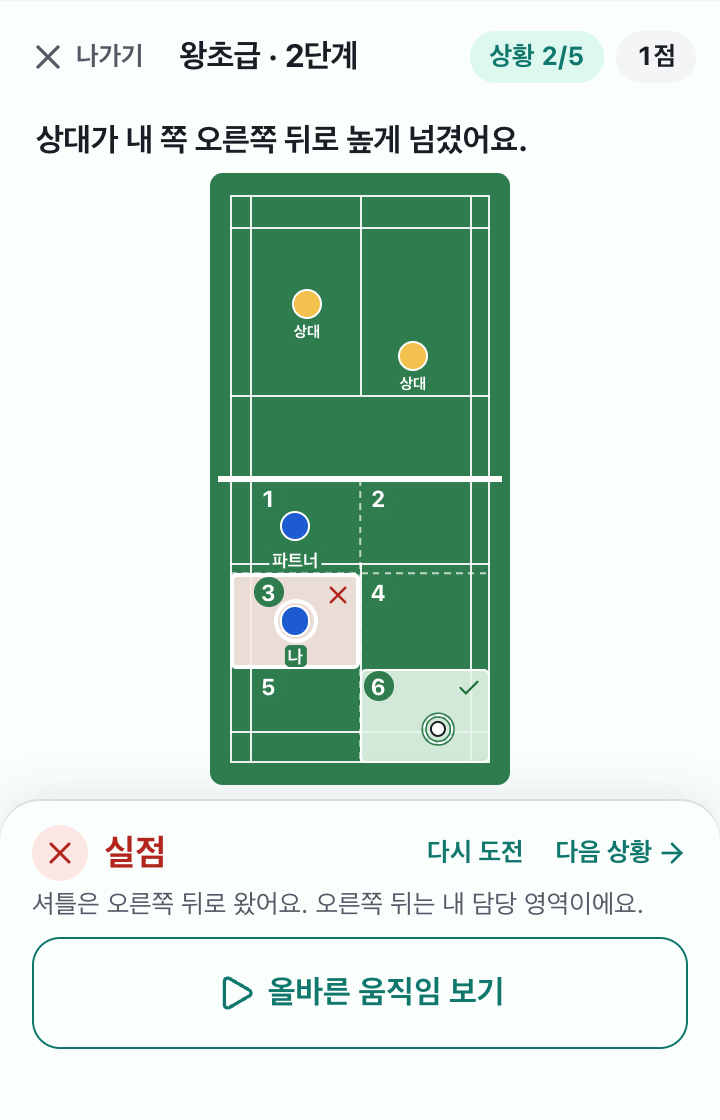 나가기
왕초급 · 2단계
상황 2/5
1점
상대가 내 쪽 오른쪽 뒤로 높게 넘겼어요.
상대
상대
1
2
파트너
3
4
나
5
6
실점
다시 도전
다음 상황
셔틀은 오른쪽 뒤로 왔어요. 오른쪽 뒤는 내 담당 영역이에요.
올바른 움직임 보기